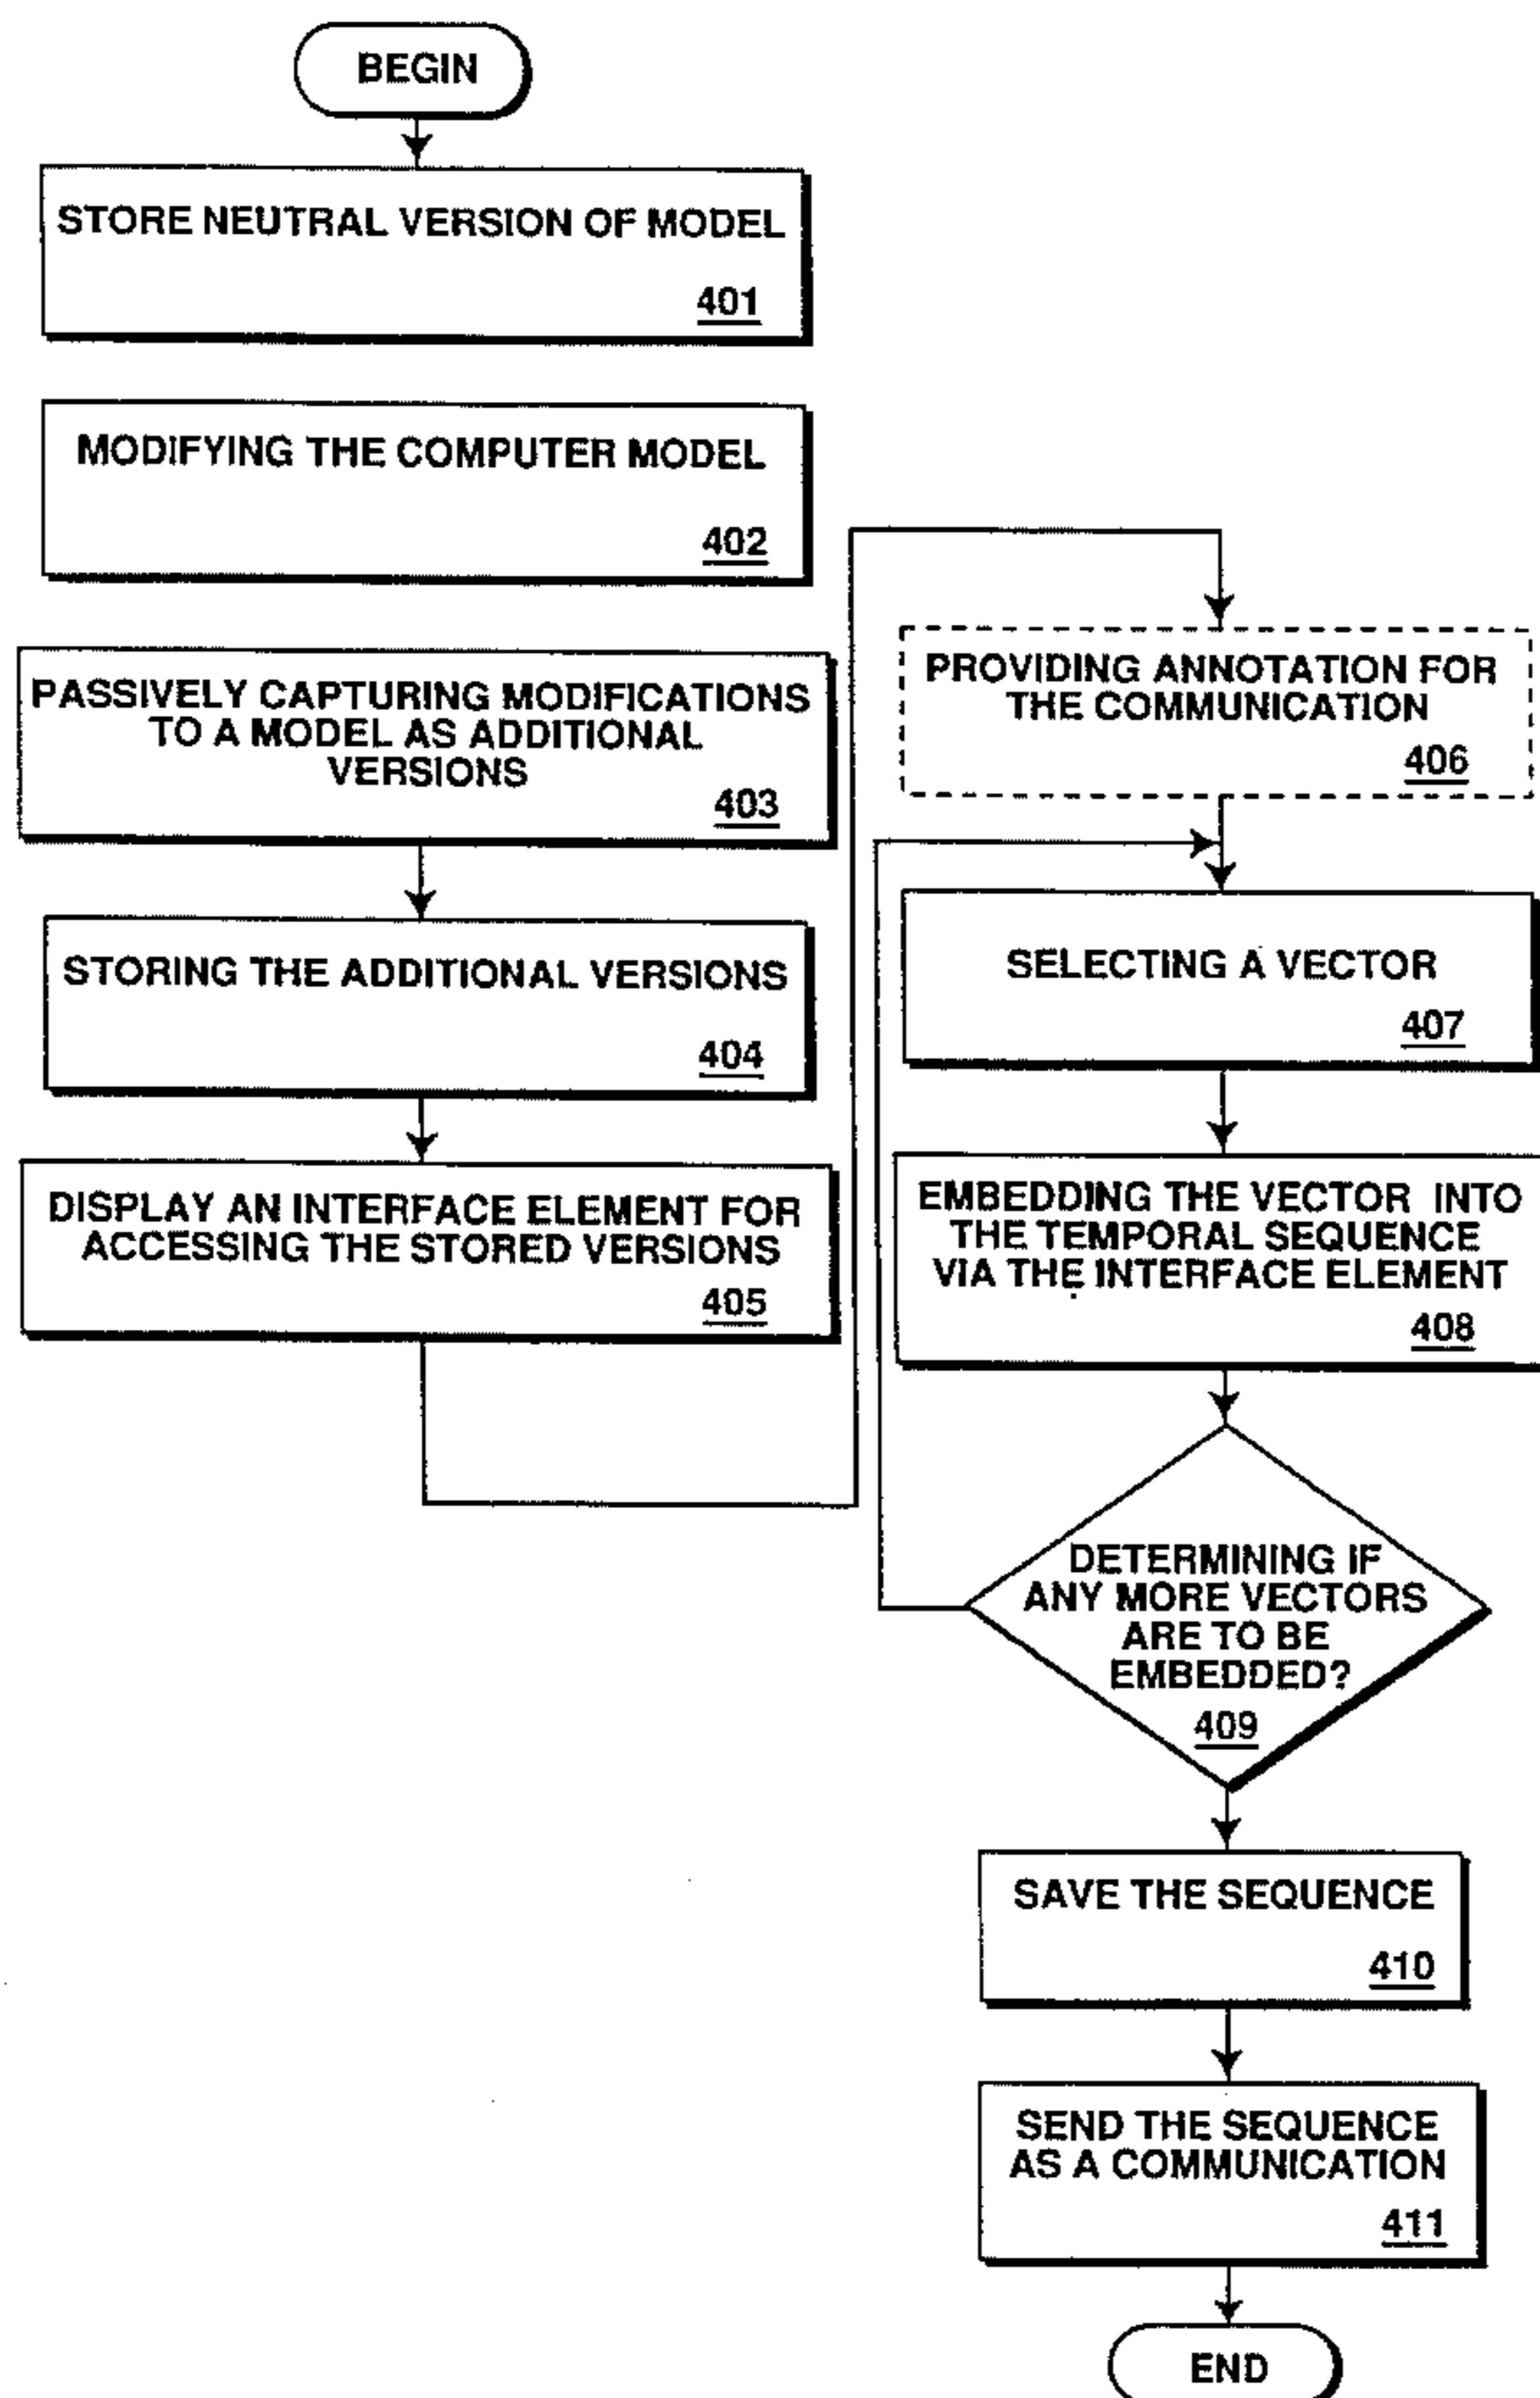 BEGIN
STORE NEUTRAL VERSION OF MODEL
401
MODIFYING THE COMPUTER MODEL
402
PASSIVELY CAPTURING MODIFICATIONS
TO A MODEL AS ADDITIONAL
VERSIONS
403
STORING THE ADDITIONAL VERSIONS
404
DISPLAY AN INTERFACE ELEMENT FOR
ACCESSING THE STORED VERSIONS
405
PROVIDING ANNOTATION FOR
THE COMMUNICATION
406
SELECTING A VECTOR
407
EMBEDDING THE VECTOR INTO
THE TEMPORAL SEQUENCE
VIA THE INTERFACE ELEMENT
408
DETERMINING IF
ANY MORE VECTORS
ARE TO BE
EMBEDDED?
409
SAVE THE SEQUENCE
410
SEND THE SEQUENCE
AS A COMMUNICATION
411
END